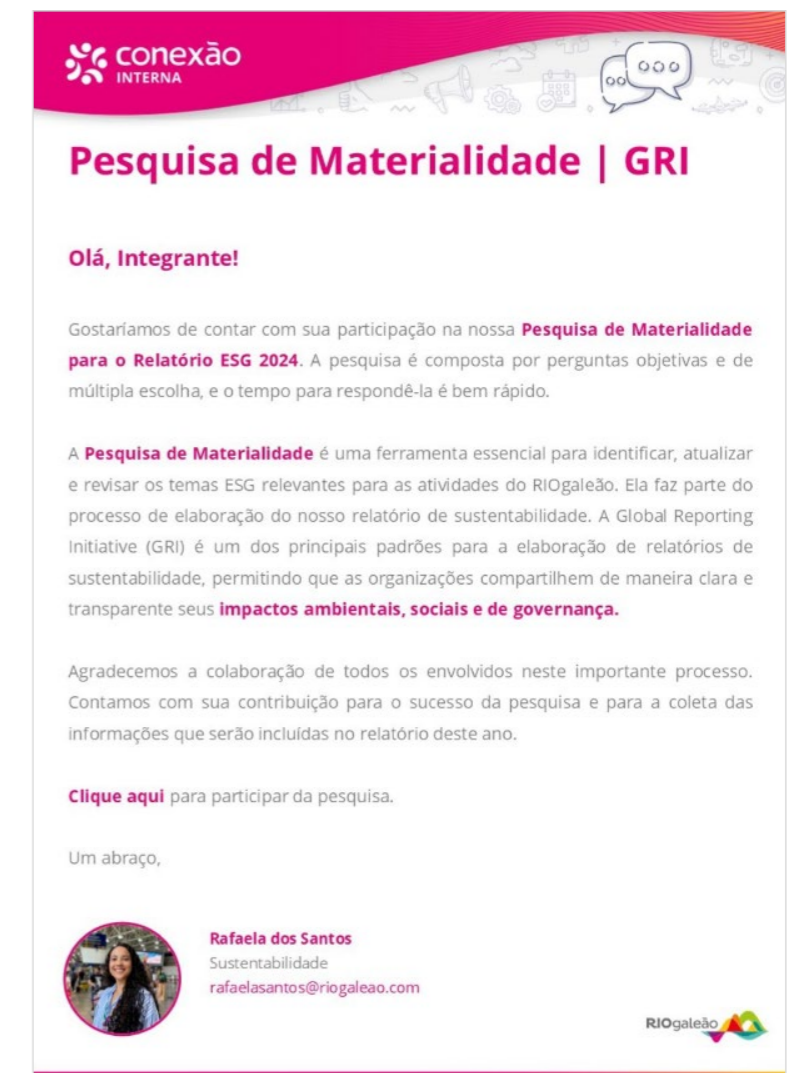 conexão
INTERNA
Pesquisa de Materialidade | GRI
Olá, Integrante!
Gostaríamos de contar com sua participação na nossa Pesquisa de Materialidade
para o Relatório ESG 2024. A pesquisa é composta por perguntas objetivas e de
múltipla escolha, e o tempo para respondê-la é bem rápido.
A Pesquisa de Materialidade é uma ferramenta essencial para identificar, atualizar
e revisar os temas ESG relevantes para as atividades do RIOgaleão. Ela faz parte do
processo de elaboração do nosso relatório de sustentabilidade. A Global Reporting
Initiative (GRI) é um dos principais padrões para a elaboração de relatórios de
sustentabilidade, permitindo que as organizações compartilhem de maneira clara e
transparente seus impactos ambientais, sociais e de governança.
Agradecemos a colaboração de todos os envolvidos neste importante processo.
Contamos com sua contribuição para o sucesso da pesquisa e para a coleta das
informações que serão incluídas no relatório deste ano.
Clique aqui para participar da pesquisa.
Um abraço,
Rafaela dos Santos
Sustentabilidade
rafaelasantos@riogaleao.com
RIOgaleão